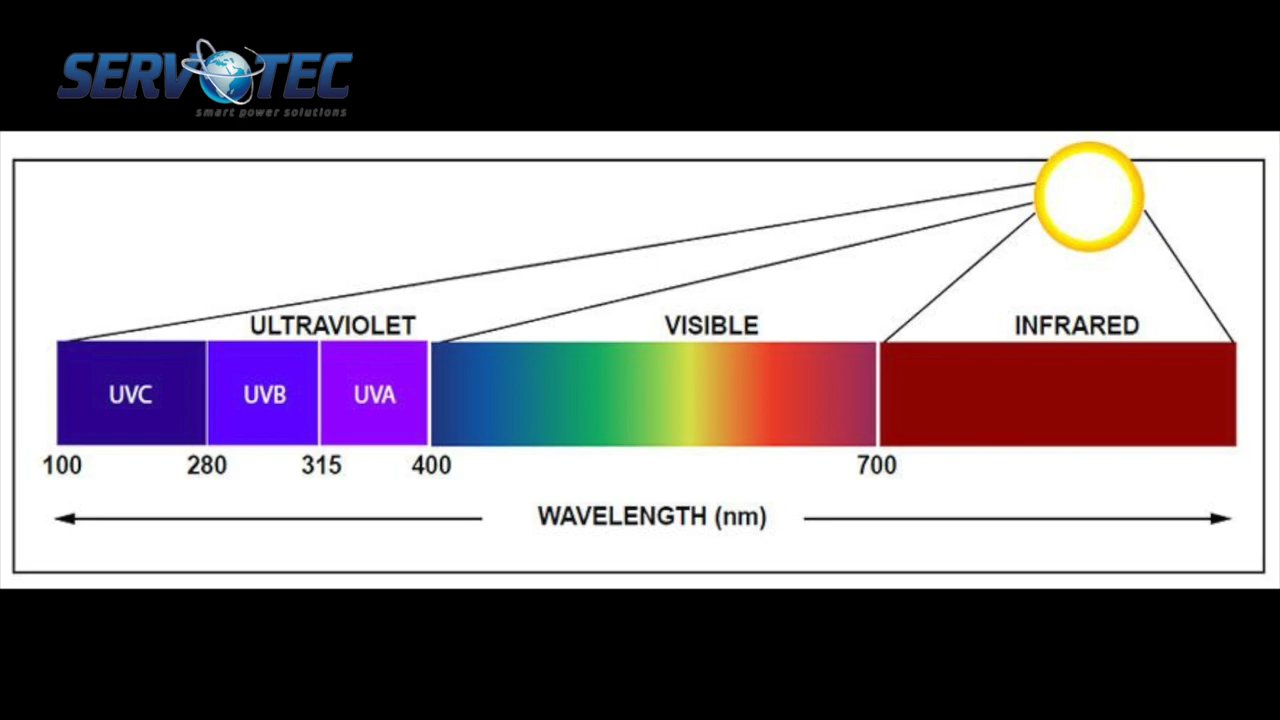 SERVOTEC
smart power solutions
ULTRAVIOLET VISIBLE INFRARED
UVC UVB UVA
100 280 315 400 700
WAVELENGTH (nm)